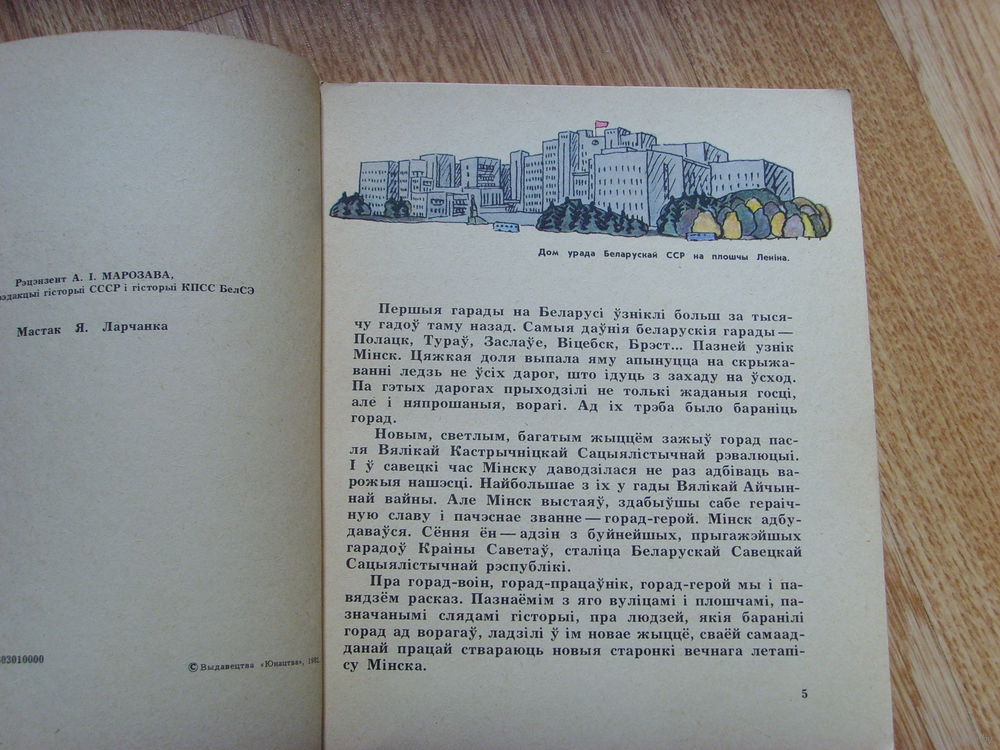 Рэцэнзент А. І. МАРОЗАВА,
гісторыі СССР і гісторыі КПСС БелСЭ
Мастак Я. Ларчанка
© Выдавецтва «Юнацтва»,
Дом урада Беларускай ССР на плошчы Леніна.
Першыя гарады на Беларусі ўзніклі больш за тыся-
чу гадоў таму назад. Самыя даўнія беларускія гарады —
Полацк, Тураў, Заслаўе, Віцебск, Брэст... Пазней узнік
Мінск. Цяжкая доля выпала яму апынуцца на скрыжа-
ванні ледзь не ўсіх дарог, што ідуць з захаду на ўсход.
Па гэтых дарогах прыходзілі не толькі жаданыя госці,
але і няпрошаныя, ворагі. Ад іх трэба было бараніць
горад.
Новым, светлым, багатым жыццём зажыў горад пас-
ля Вялікай Кастрычніцкай Сацыялістычнай рэвалюцыі.
І ў савецкі час Мінску даводзілася не раз адбіваць ва-
рожыя нашэсці. Найбольшае з іх у гады Вялікай Айчын-
най вайны. Але Мінск выстаяў, здабыўшы сабе гераіч-
ную славу і пачэснае званне — горад-герой. Мінск адбу-
даваўся. Сёння ён — адзін з буйнейшых, прыгажэйшых
гарадоў Краіны Саветаў, сталіца Беларускай Савецкай
Сацыялістычнай рэспублікі.
Пра горад-воін, горад-працаўнік, горад-герой мы і па-
вядзём расказ. Пазнаёмім з яго вуліцамі і плошчамі, па-
значанымі слядамі гісторыі, пра людзей, якія баранілі
горад ад ворагаў, ладзілі ў ім новае жыццё, сваёй самаад-
данай працай ствараюць новыя старонкі вечнага летапі-
су Мінска.
5